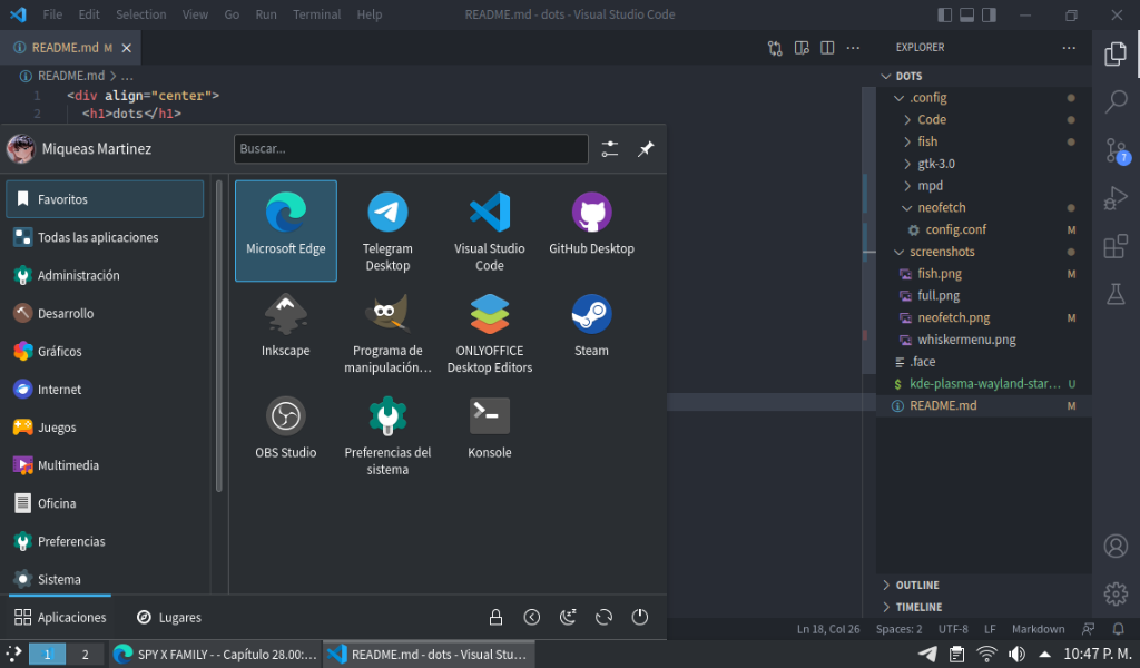 File Edit Selection View Go Run Terminal Help README.md - dots - Visual Studio Code
README.md M
README.md > ...
1 <div align="center">
2 <h1>dots</h1>
Miqueas Martinez
Buscar...
Favoritos
Todas las aplicaciones
Administración
Desarrollo
Gráficos
Internet
Juegos
Multimedia
Oficina
Preferencias
Sistema
Microsoft Edge
Telegram
Desktop
Visual Studio
Code
GitHub Desktop
Inkscape
Programa de
manipulación...
ONLYOFFICE
Desktop Editors
Steam
OBS Studio
Preferencias del
sistema
Konsole
Aplicaciones
Lugares
EXPLORER
DOTS
.config
Code
fish
gtk-3.0
mpd
neofetch
config.conf M
screenshots
fish.png M
full.png
neofetch.png M
whiskermenu.png
.face
$ kde-plasma-wayland-star... U
README.md M
7
OUTLINE
TIMELINE
Ln 18, Col 26 Spaces: 2 UTF-8 LF Markdown
1 2 SPY X FAMILY - - Capítulo 28.00:... README.md - dots - Visual Stu... 10:47 P. M.